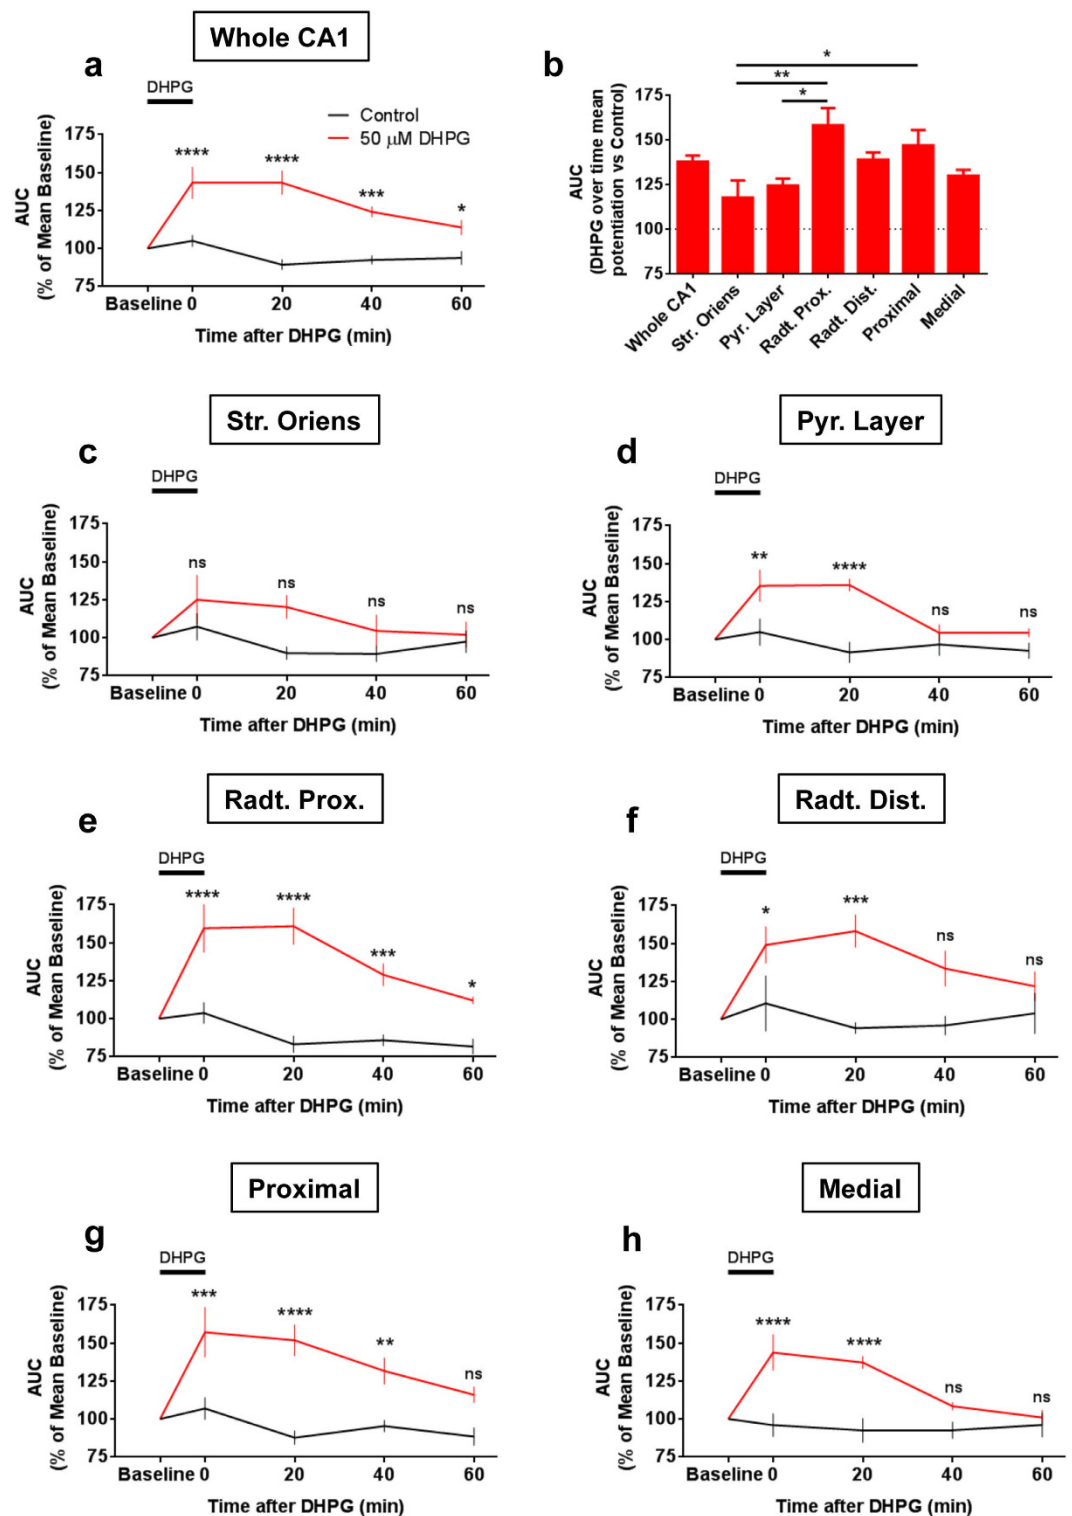 Whole CA1
a
DHPG
Control
50 µM DHPG
AUC
(% of Mean Baseline)
175
150
125
100
75
****
****
***
*
Baseline 0 20 40 60
Time after DHPG (min)
b
AUC
(DHPG over time mean
potentiation vs Control)
175
150
125
100
75
*
**
*
Whole CA1
Str. Oriens
Pyr. Layer
Radt. Prox.
Radt. Dist.
Proximal
Medial
Str. Oriens
c
DHPG
AUC
(% of Mean Baseline)
175
150
125
100
75
ns
ns
ns
ns
Baseline 0 20 40 60
Time after DHPG (min)
Pyr. Layer
d
DHPG
AUC
(% of Mean Baseline)
175
150
125
100
75
**
****
ns
ns
Baseline 0 20 40 60
Time after DHPG (min)
Radt. Prox.
e
DHPG
AUC
(% of Mean Baseline)
175
150
125
100
75
****
****
***
*
Baseline 0 20 40 60
Time after DHPG (min)
Radt. Dist.
f
DHPG
AUC
(% of Mean Baseline)
175
150
125
100
75
*
***
ns
ns
Baseline 0 20 40 60
Time after DHPG (min)
Proximal
g
DHPG
AUC
(% of Mean Baseline)
175
150
125
100
75
***
****
**
ns
Baseline 0 20 40 60
Time after DHPG (min)
Medial
h
DHPG
AUC
(% of Mean Baseline)
175
150
125
100
75
****
****
ns
ns
Baseline 0 20 40 60
Time after DHPG (min)